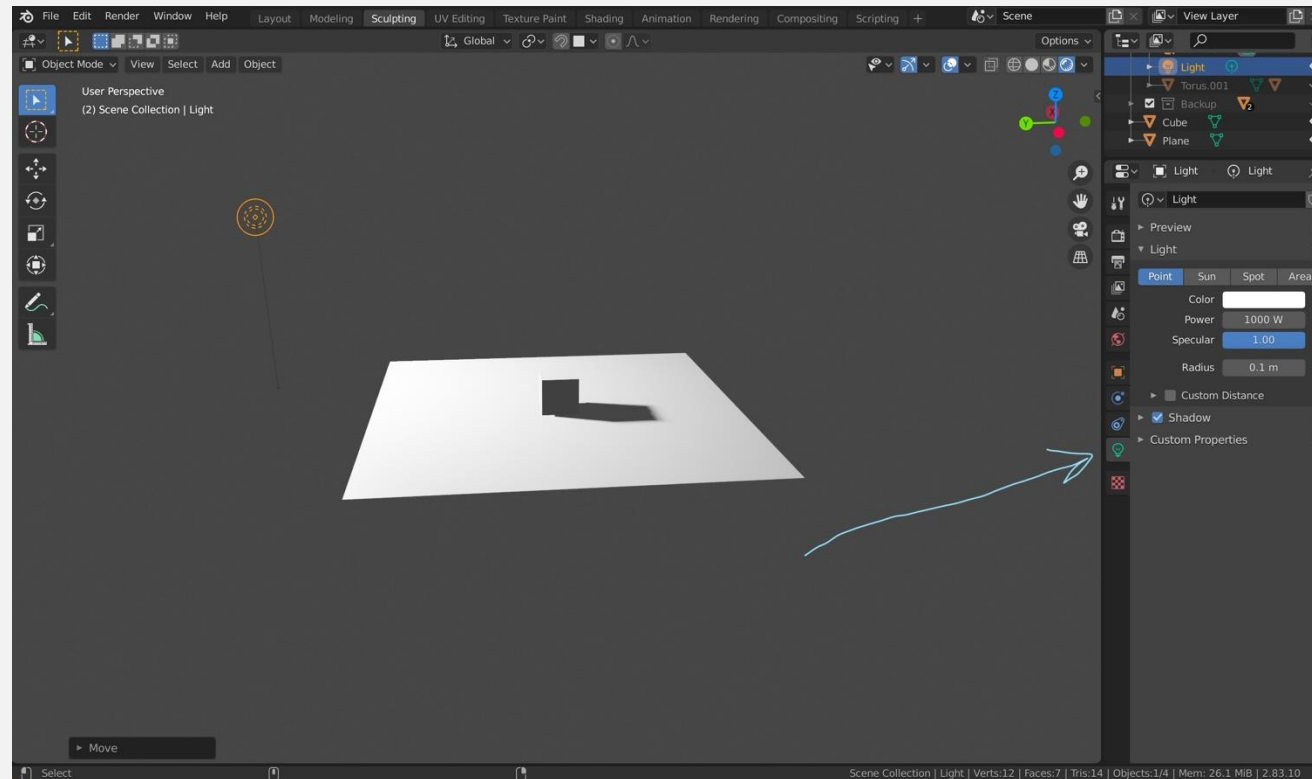 File Edit Render Window Help Layout Modeling Sculpting UV Editing Texture Paint Shading Animation Rendering Compositing Scripting + Scene View Layer
Global Options
Object Mode View Select Add Object
User Perspective
(2) Scene Collection | Light
Z
Y
X
Light
Torus.001
Backup 2
Cube
Plane
Light Light
Light
Preview
Light
Point Sun Spot Area
Color
Power 1000 W
Specular 1.00
Radius 0.1 m
Custom Distance
Shadow
Custom Properties
Move
Select
Scene Collection | Light | Verts:12 | Faces:7 | Tris:14 | Objects:1/4 | Mem: 26.1 MiB | 2.83.10